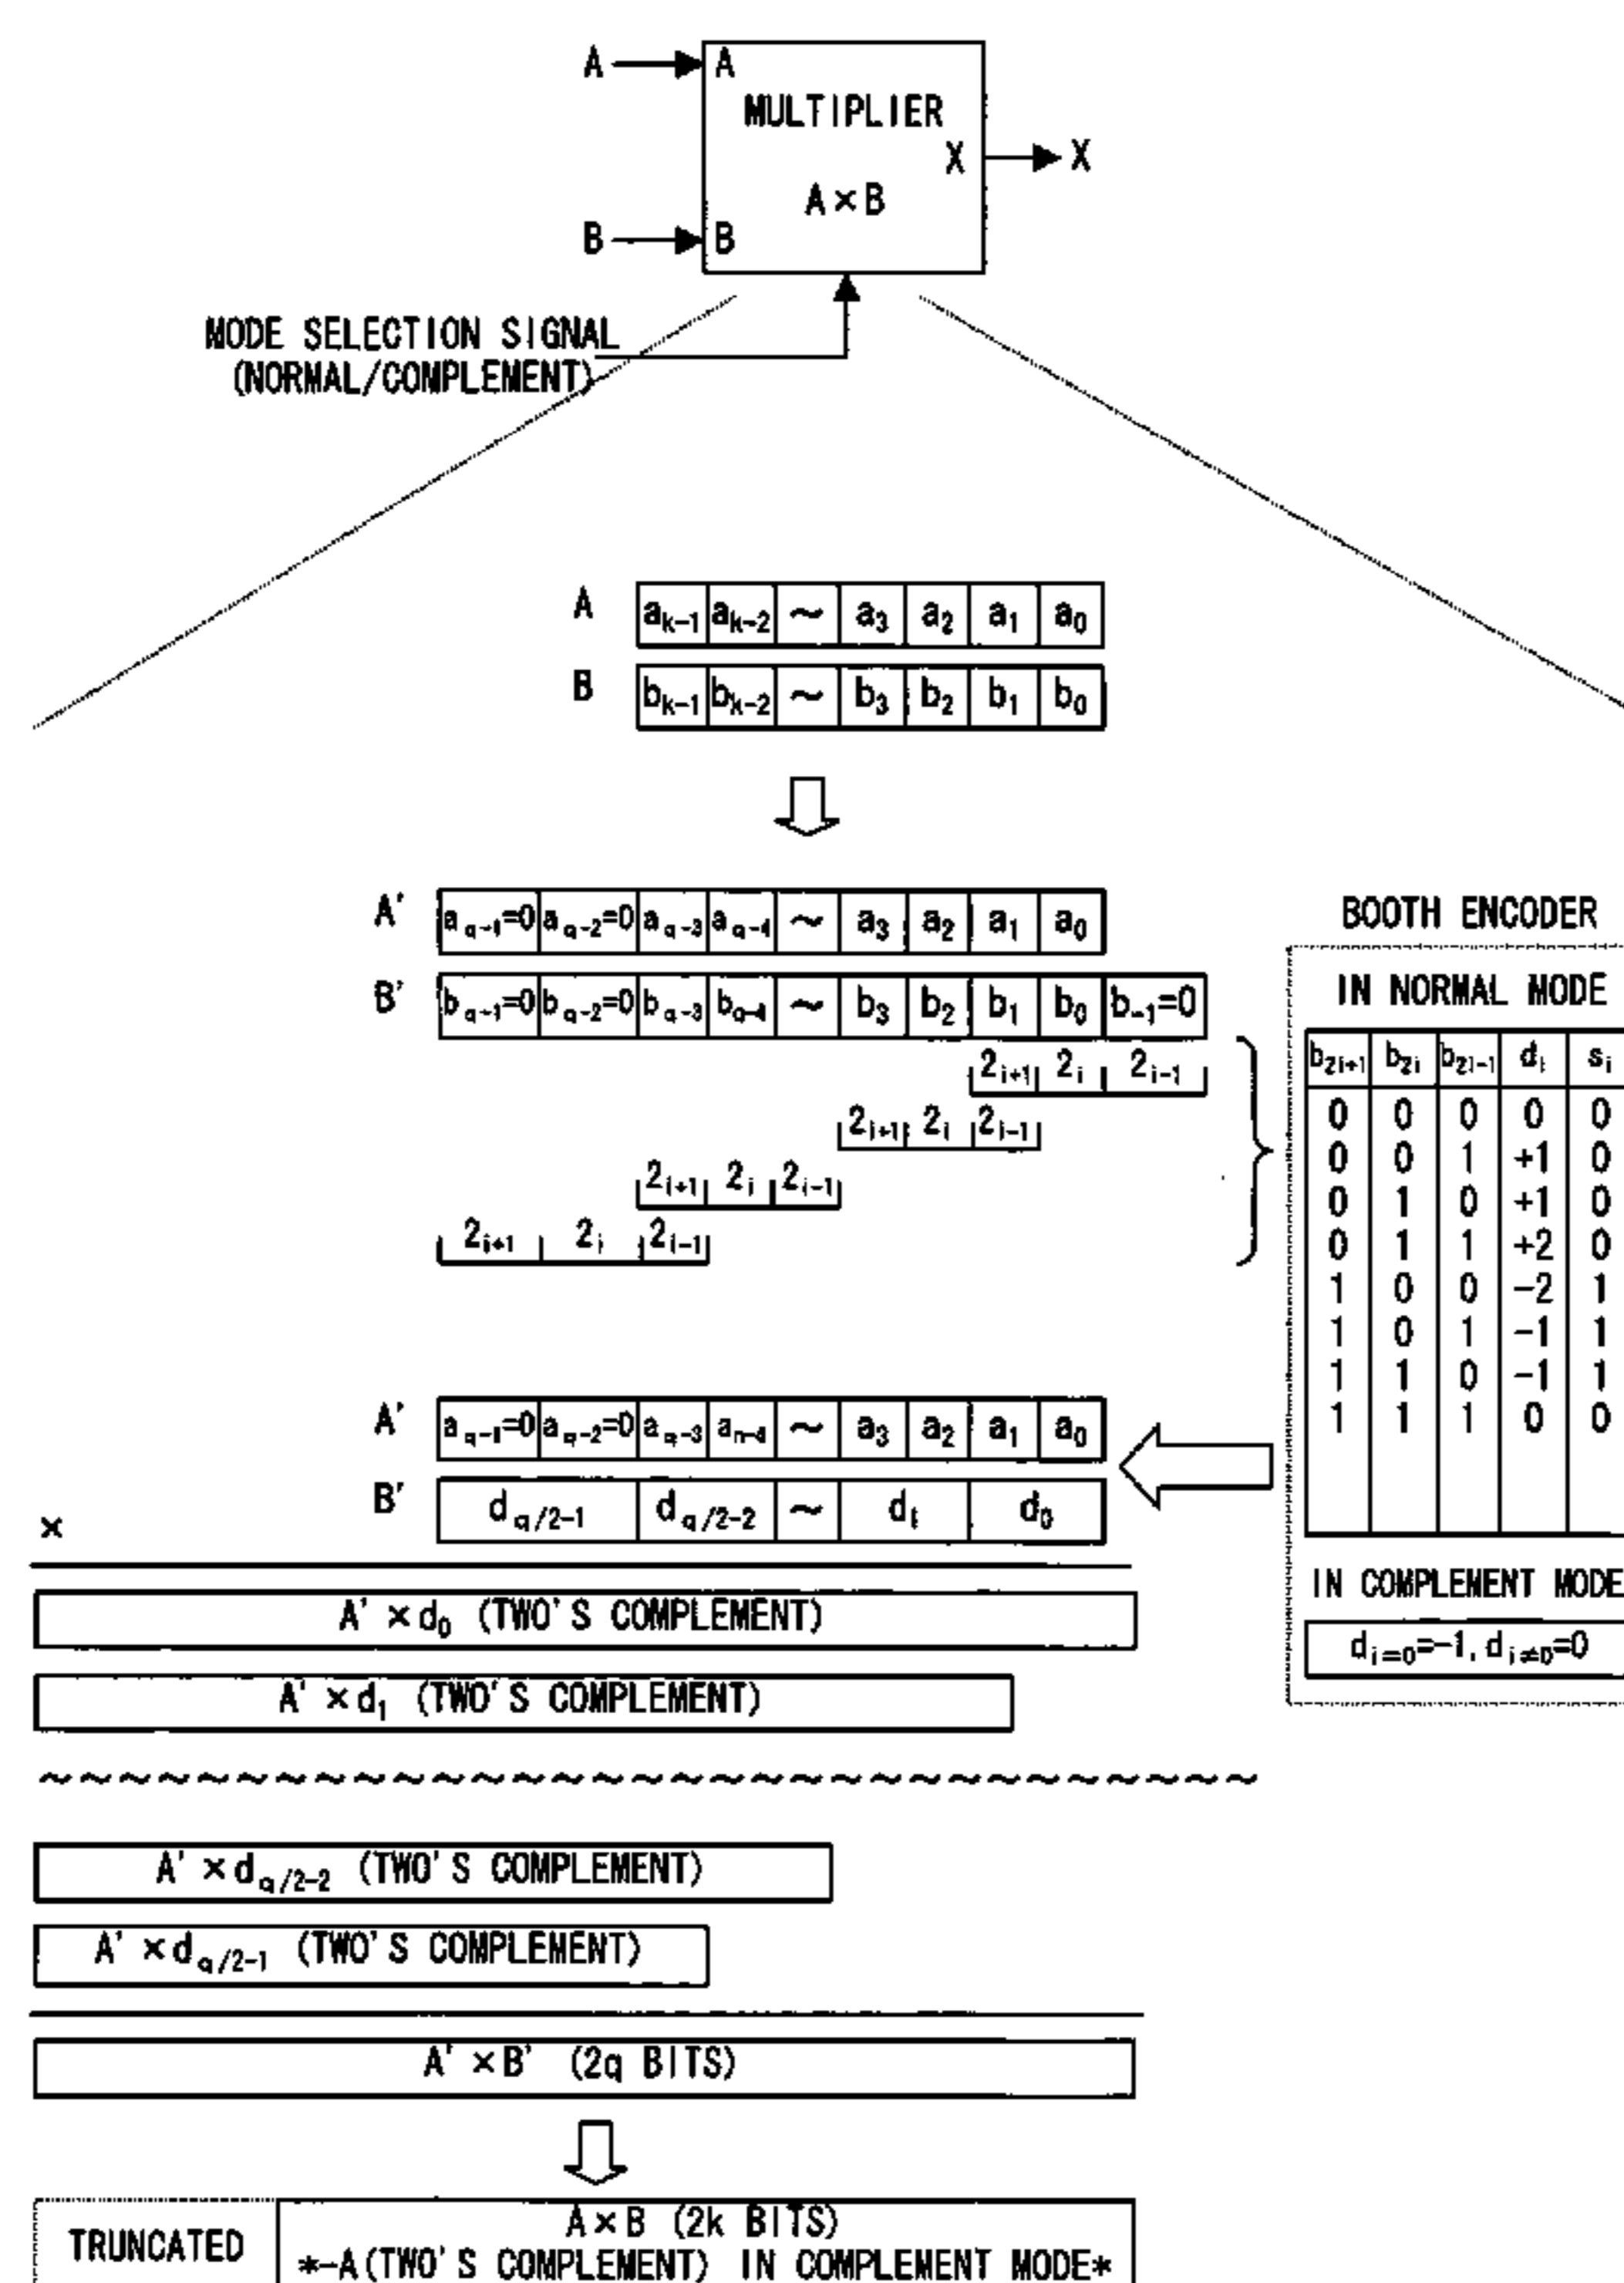 A A
MULTIPLIER
X X
A×B
B B
MODE SELECTION SIGNAL
(NORMAL/COMPLEMENT)
A a_{k-1} a_{k-2} ~ a_3 a_2 a_1 a_0
B b_{k-1} b_{k-2} ~ b_3 b_2 b_1 b_0
A' a_{q-1}=0 a_{q-2}=0 a_{q-3} a_{q-4} ~ a_3 a_2 a_1 a_0
B' b_{q-1}=0 b_{q-2}=0 b_{q-3} b_{q-4} ~ b_3 b_2 b_1 b_0 b_{-1}=0
2_{i+1} 2_i 2_{i-1}
2_{i+1} 2_i 2_{i-1}
2_{i+1} 2_i 2_{i-1}
2_{i+1} 2_i 2_{i-1}
BOOTH ENCODER
IN NORMAL MODE
b_{2i+1} b_{2i} b_{2i-1} d_i s_i
0 0 0 0 0
0 0 1 +1 0
0 1 0 +1 0
0 1 1 +2 0
1 0 0 -2 1
1 0 1 -1 1
1 1 0 -1 1
1 1 1 0 0
IN COMPLEMENT MODE
d_{i=0}=-1, d_{i≠0}=0
A' a_{q-1}=0 a_{q-2}=0 a_{q-3} a_{n-4} ~ a_3 a_2 a_1 a_0
× B' d_{q/2-1} d_{q/2-2} ~ d_1 d_0
A'×d_0 (TWO'S COMPLEMENT)
A'×d_1 (TWO'S COMPLEMENT)
~~~~~~~~~~~~~~~~~~~~~~~~~~~~~~~
A'×d_{q/2-2} (TWO'S COMPLEMENT)
A'×d_{q/2-1} (TWO'S COMPLEMENT)
A'×B' (2q BITS)
TRUNCATED
A×B (2k BITS)
*-A(TWO'S COMPLEMENT) IN COMPLEMENT MODE*